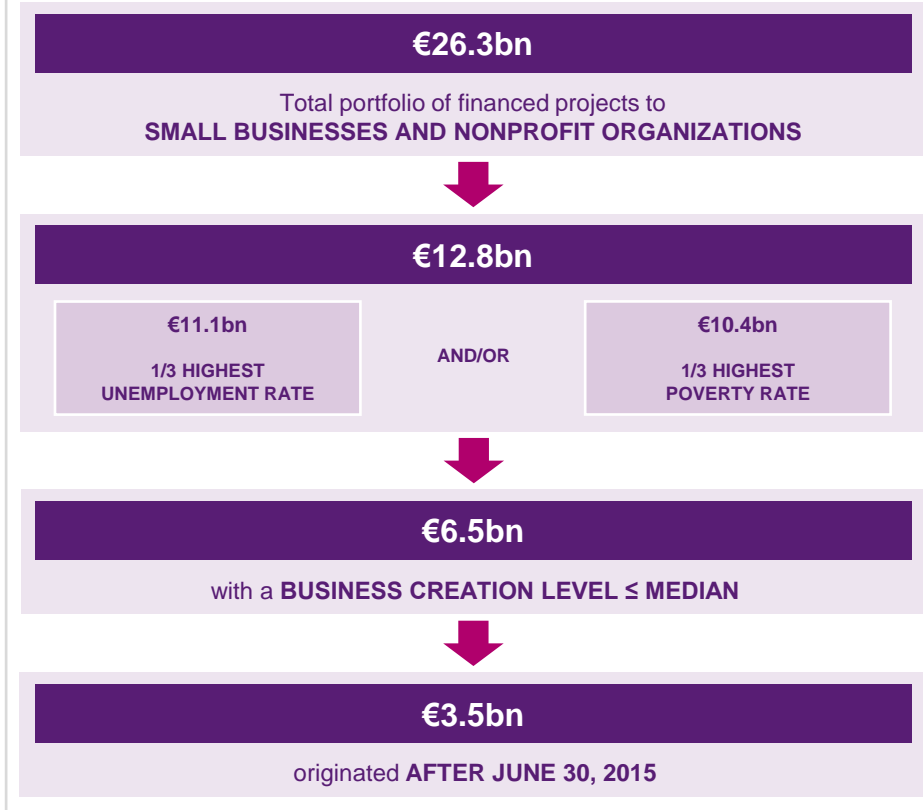 €26.3bn
Total portfolio of financed projects to
SMALL BUSINESSES AND NONPROFIT ORGANIZATIONS
€12.8bn
€11.1bn
1/3 HIGHEST
UNEMPLOYMENT RATE
AND/OR
€10.4bn
1/3 HIGHEST
POVERTY RATE
€6.5bn
with a BUSINESS CREATION LEVEL ≤ MEDIAN
€3.5bn
originated AFTER JUNE 30, 2015